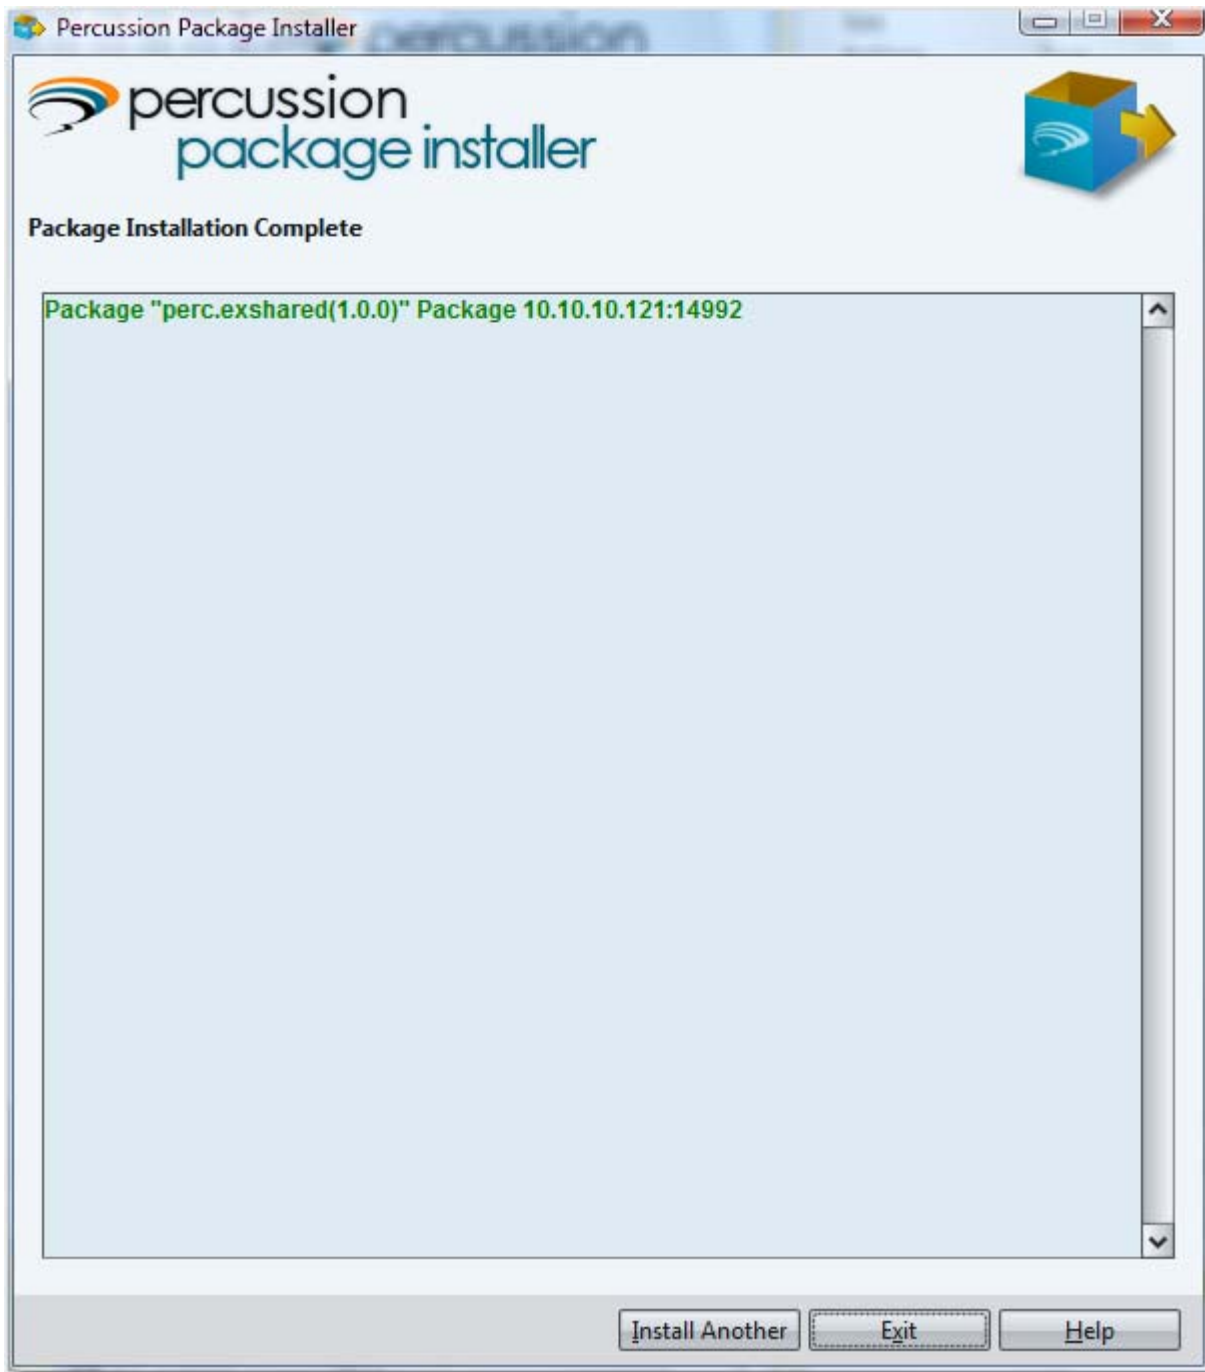 Percussion Package Installer
percussion
percussion
package installer
Package Installation Complete
Package "perc.exshared(1.0.0)" Package 10.10.10.121:14992
Install Another
Exit
Help